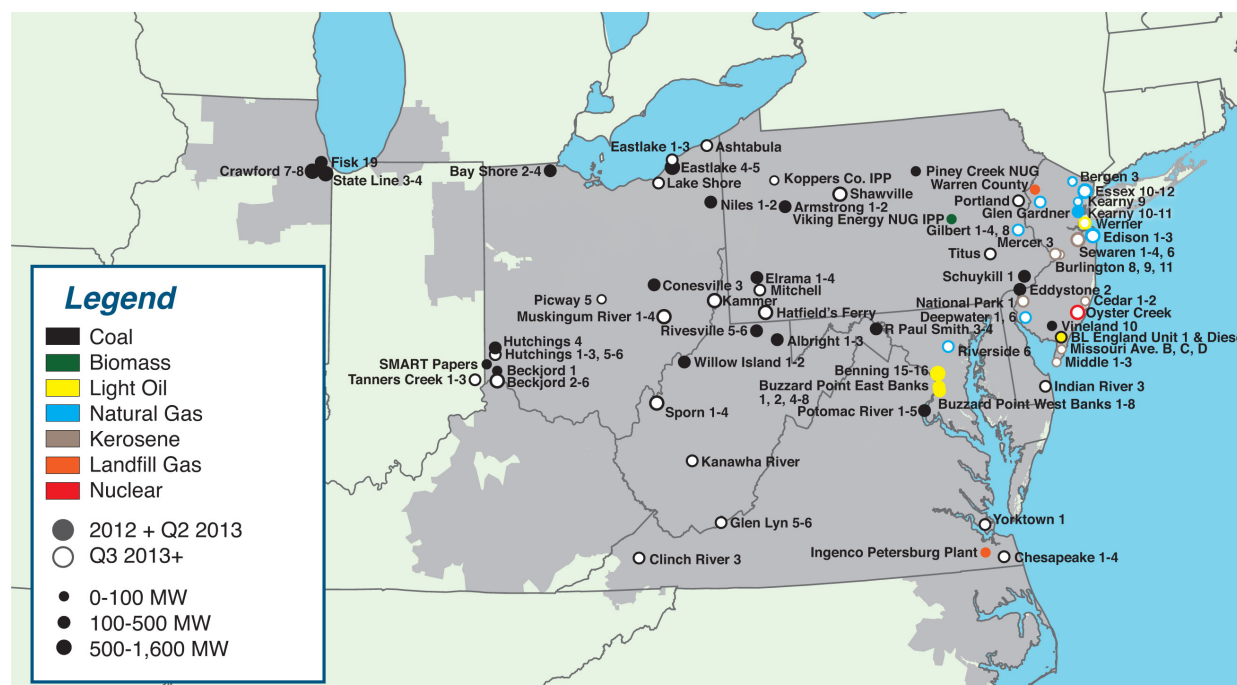 Fisk 19
Crawford 7-8
State Line 3-4
Bay Shore 2-4
Eastlake 1-3
Ashtabula
Eastlake 4-5
Lake Shore
Niles 1-2
Koppers Co. IPP
Shawville
Armstrong 1-2
Viking Energy NUG IPP
Piney Creek NUG
Warren County
Portland
Glen Gardner
Gilbert 1-4, 8
Mercer 3
Titus
Bergen 3
Essex 10-12
Kearny 9
Kearny 10-11
Werner
Edison 1-3
Sewaren 1-4, 6
Burlington 8, 9, 11
Schuykill 1
Eddystone 2
National Park 1
Deepwater 1, 6
Cedar 1-2
Oyster Creek
Vineland 10
BL England Unit 1 & Dies
Missouri Ave. B, C, D
Middle 1-3
Indian River 3
Conesville 3
Elrama 1-4
Mitchell
Picway 5
Kammer
Muskingum River 1-4
Hatfield's Ferry
Rivesville 5-6
Albright 1-3
R Paul Smith 3-4
Riverside 6
Hutchings 4
Hutchings 1-3, 5-6
SMART Papers
Beckjord 1
Tanners Creek 1-3
Beckjord 2-6
Willow Island 1-2
Benning 15-16
Buzzard Point East Banks
1, 2, 4-8
Buzzard Point West Banks 1-8
Potomac River 1-5
Sporn 1-4
Kanawha River
Glen Lyn 5-6
Clinch River 3
Yorktown 1
Ingenco Petersburg Plant
Chesapeake 1-4
Legend
Coal
Biomass
Light Oil
Natural Gas
Kerosene
Landfill Gas
Nuclear
2012 + Q2 2013
Q3 2013+
0-100 MW
100-500 MW
500-1,600 MW